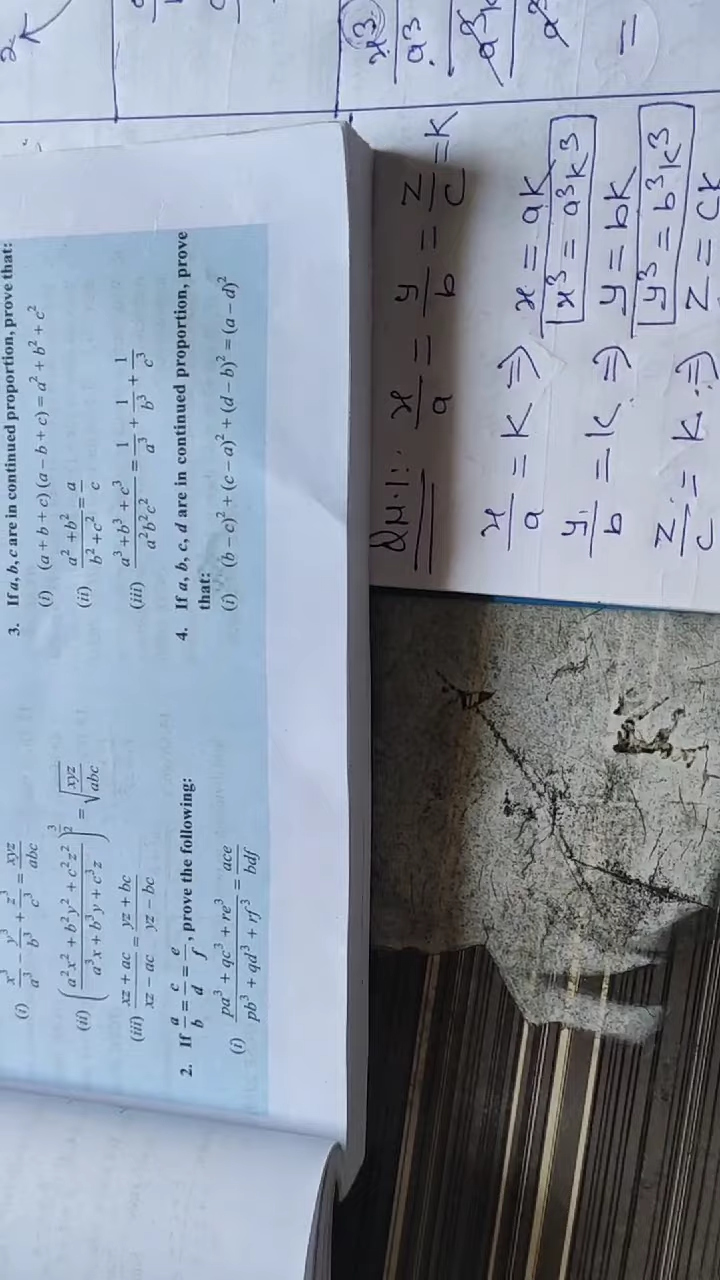 (i) x³/a³ − y³/b³ + z³/c³ = xyz/abc
(ii) ((a²x² + b²y² + c²z²)/(a³x + b³y + c³z))^(3/2) = √(xyz/abc)
(iii) (xz + ac)/(xz − ac) = (yz + bc)/(yz − bc)
2. If a/b = c/d = e/f, prove the following:
(i) (pa³ + qc³ + re³)/(pb³ + qd³ + rf³) = ace/bdf
3. If a, b, c are in continued proportion, prove that:
(i) (a + b + c) (a − b + c) = a² + b² + c²
(ii) (a² + b²)/(b² + c²) = a/c
(iii) (a³ + b³ + c³)/(a²b²c²) = 1/a³ + 1/b³ + 1/c³
4. If a, b, c, d are in continued proportion, prove
that:
(i) (b − c)² + (c − a)² + (d − b)² = (a − d)²
x/a = y/b = z/c = K
x/a = K ⇒ x = aK
x³ = a³K³
y/b = K ⇒ y = bK
y³ = b³K³
z/c = K ⇒ z = cK
x³/a³
=